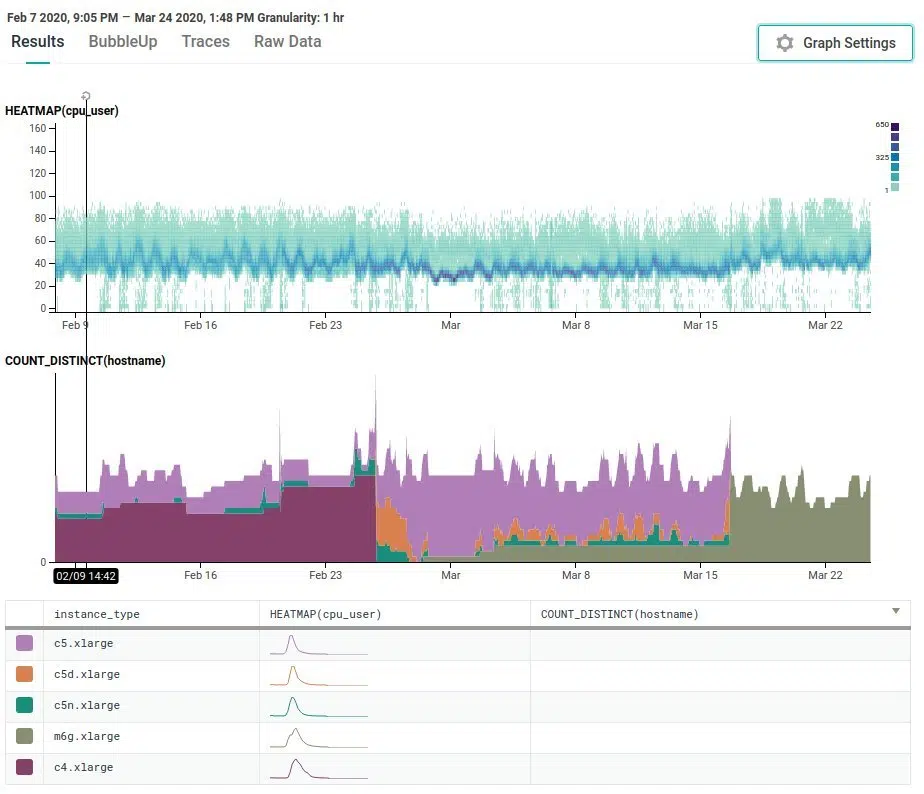 Feb 7 2020, 9:05 PM — Mar 24 2020, 1:48 PM Granularity: 1 hr
Results BubbleUp Traces Raw Data Graph Settings
HEATMAP(cpu_user)
160
140
120
100
80
60
40
20
0
650
325
1
Feb 9 Feb 16 Feb 23 Mar Mar 8 Mar 15 Mar 22
COUNT_DISTINCT(hostname)
0
02/09 14:42 Feb 16 Feb 23 Mar Mar 8 Mar 15 Mar 22
instance_type HEATMAP(cpu_user) COUNT_DISTINCT(hostname)
c5.xlarge
c5d.xlarge
c5n.xlarge
m6g.xlarge
c4.xlarge